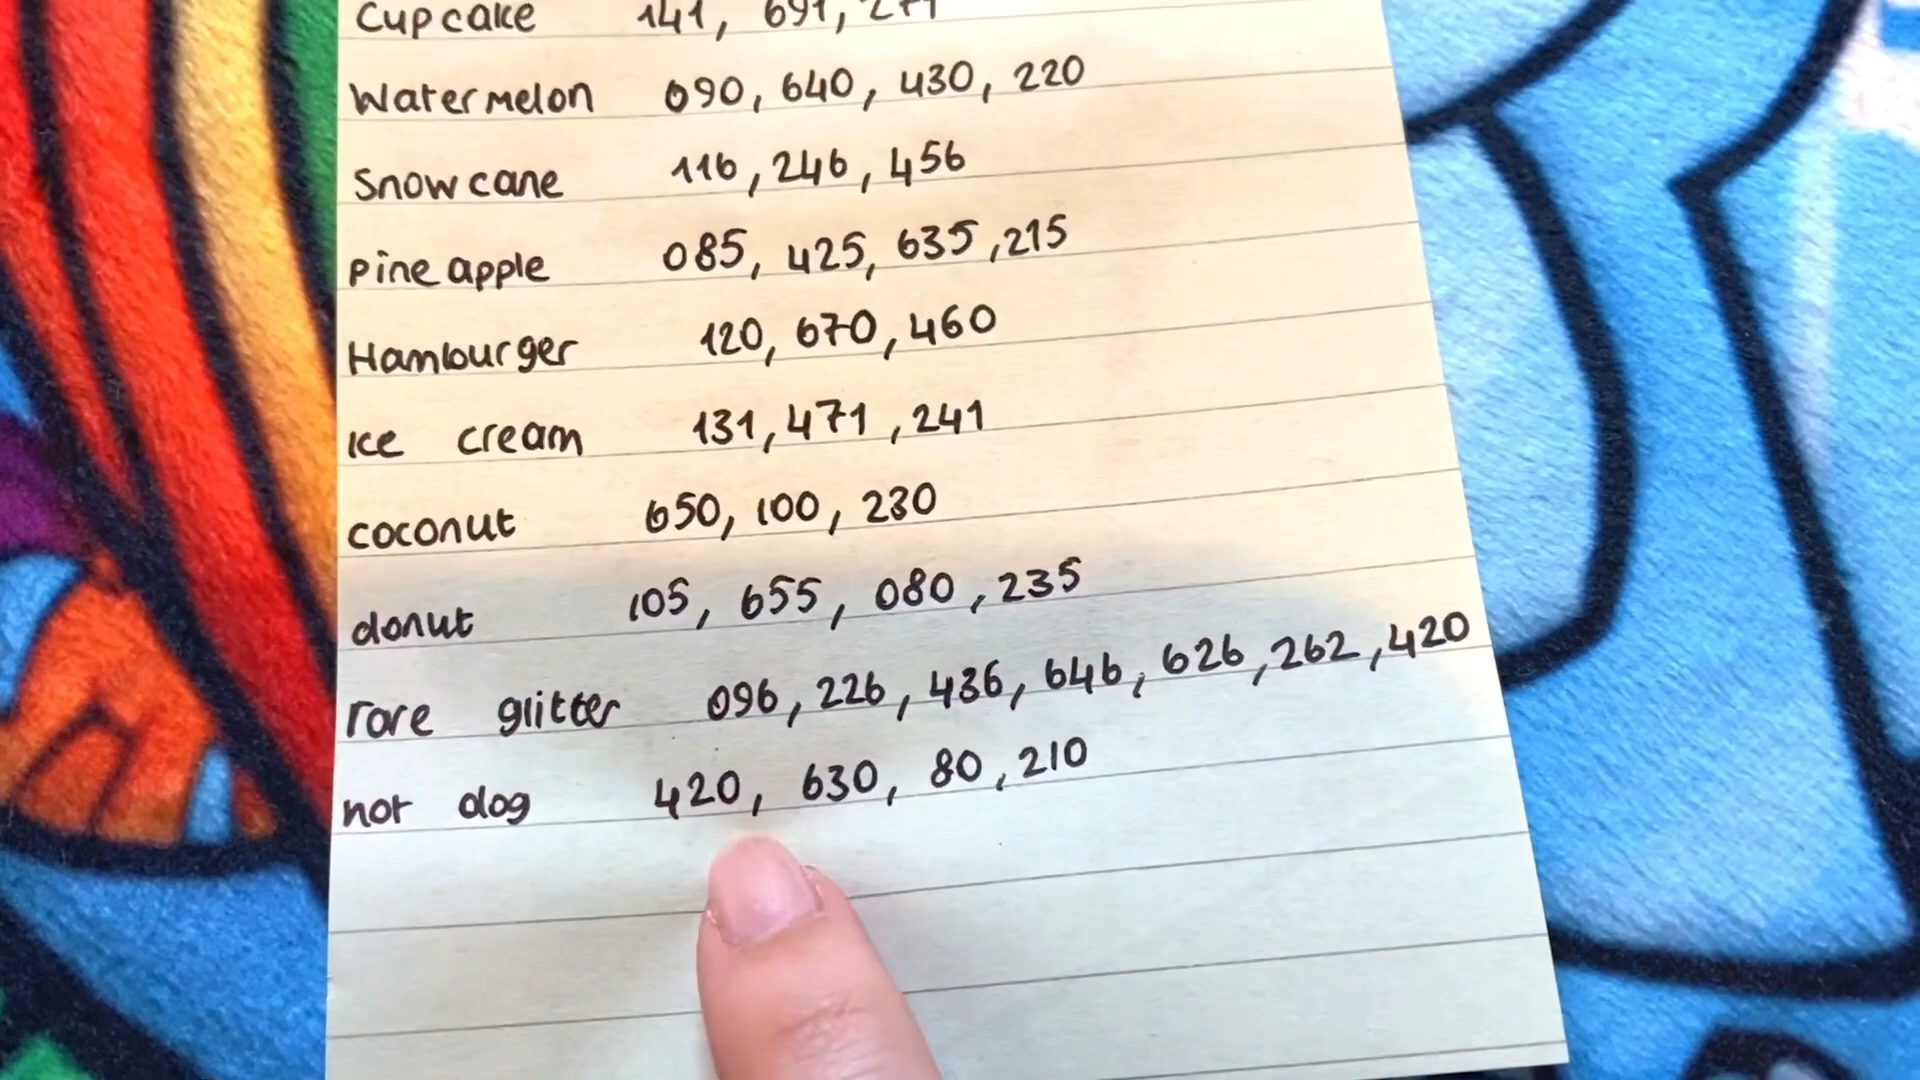 Cupcake 141, 691, 271
Watermelon 090, 640, 430, 220
Snow cane 116, 246, 456
pine apple 085, 425, 635, 215
Hamburger 120, 670, 460
Ice cream 131, 471, 241
coconut 650, 100, 230
donut 105, 655, 080, 235
rare glitter 096, 226, 436, 646, 626, 262, 420
hot dog 420, 630, 80, 210